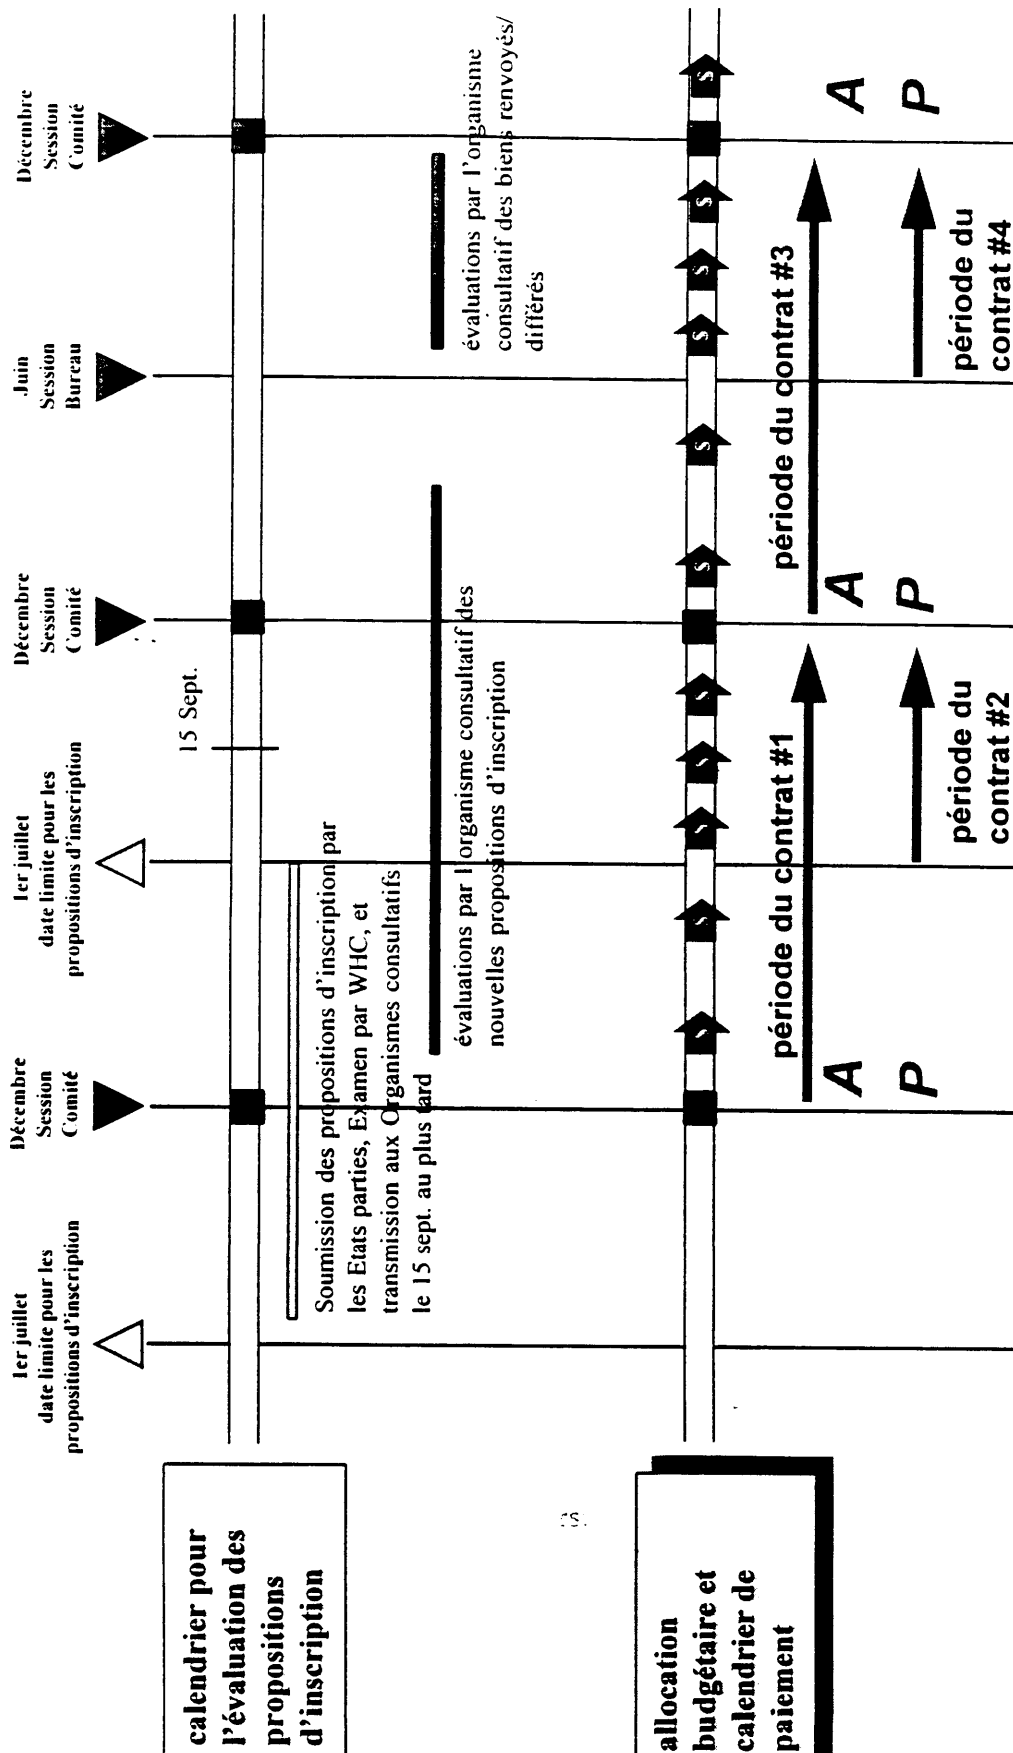 1er juillet
date limite pour les
propositions d'inscription
Décembre
Session
Comité
1er juillet
date limite pour les
propositions d'inscription
Décembre
Session
Comité
Juin
Session
Bureau
Décembre
Session
Comité
15 Sept.
calendrier pour
l'évaluation des
propositions
d'inscription
Soumission des propositions d'inscription par
les Etats parties, Examen par WHC, et
transmission aux Organismes consultatifs
le 15 sept. au plus tard
évaluations par l'organisme consultatif des
nouvelles propositions d'inscription
évaluations par l'organisme
consultatif des biens renvoyés/
différés
allocation
budgétaire et
calendrier de
paiement
S
S
S
S
S
S
S
S
S
S
S
période du contrat #1
période du contrat #3
A
A
A
P
P
P
période du
contrat #2
période du
contrat #4